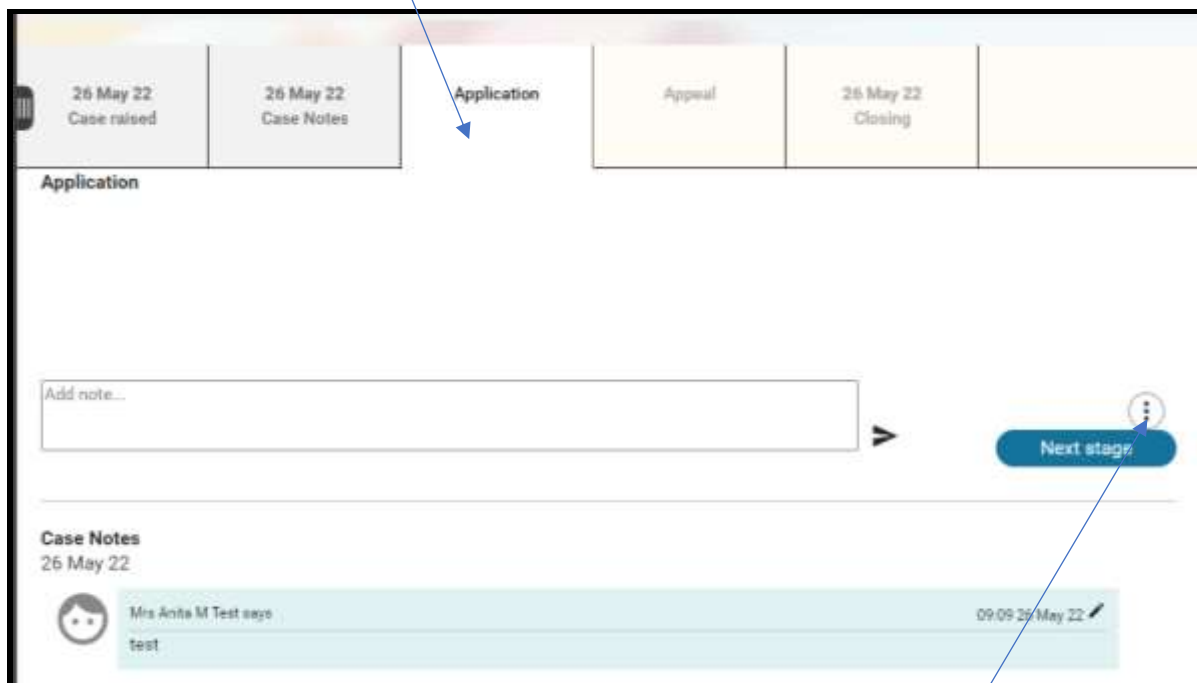 26 May 22
Case raised
26 May 22
Case Notes
Application
Appeal
26 May 22
Closing
Application
Add note...
Next stage
Case Notes
26 May 22
Mrs Anita M Test says
09:09 26 May 22
test